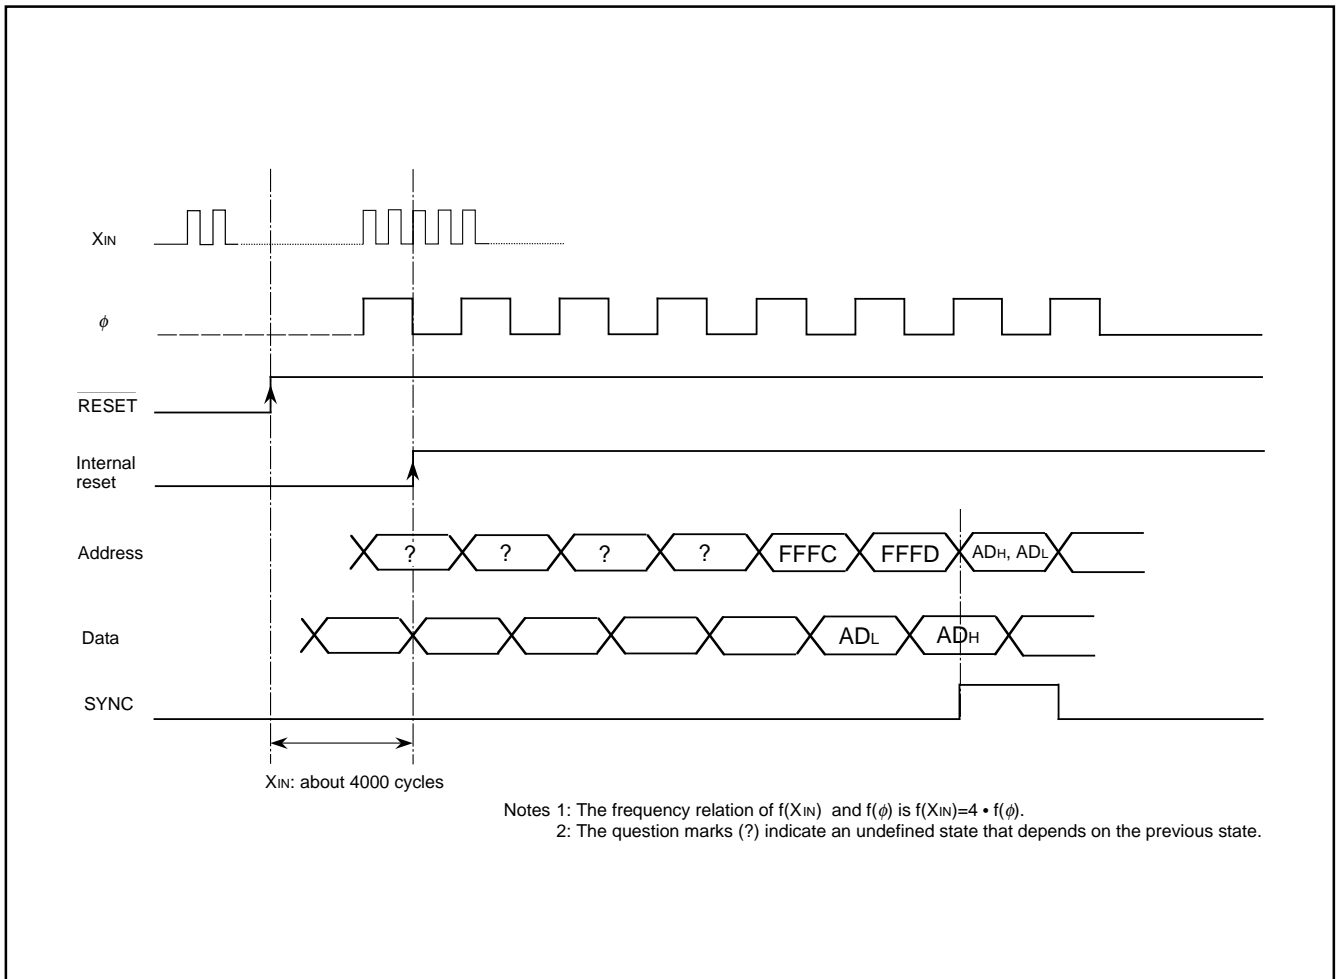 XIN
ϕ
RESET
Internal
reset
Address
? ? ? ? FFFC FFFD ADH, ADL
Data
ADL ADH
SYNC
XIN: about 4000 cycles
Notes 1: The frequency relation of f(XIN) and f(ϕ) is f(XIN)=4 • f(ϕ).
2: The question marks (?) indicate an undefined state that depends on the previous state.